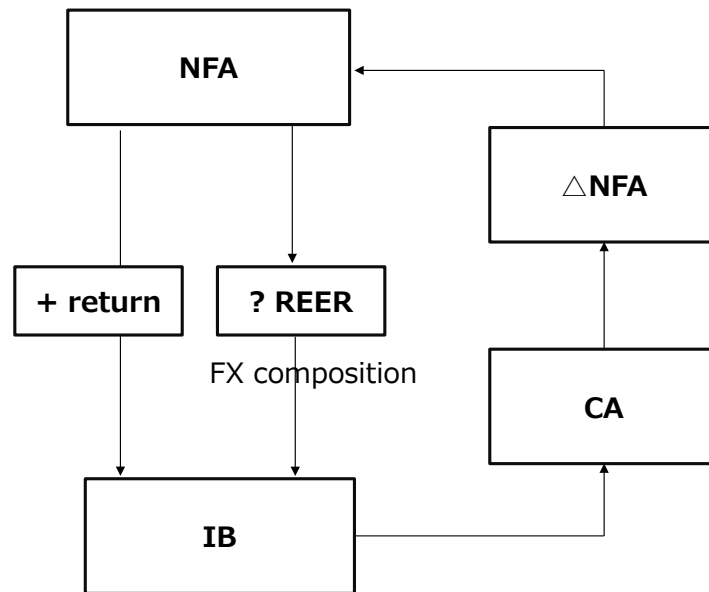 NFA
△NFA
+ return
? REER
FX composition
CA
IB